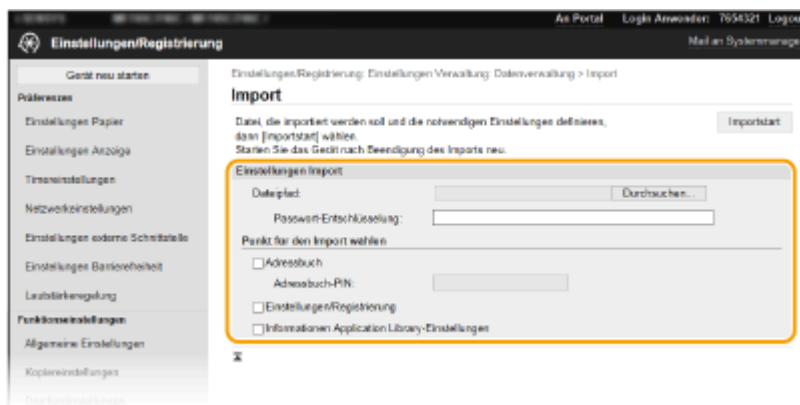 An Portal Login Anwender: 7654321 Logou
Einstellungen/Registrierung
Mail an Systemmanage
Gerät neu starten
Präferenzen
Einstellungen Papier
Einstellungen Anzeige
Timereinstellungen
Netzwerkeinstellungen
Einstellungen externe Schnittstelle
Einstellungen Barrierefreiheit
Lautstärkeregelung
Funktionseinstellungen
Allgemeine Einstellungen
Kopiereinstellungen
Druckeinstellungen
Einstellungen/Registrierung: Einstellungen Verwaltung: Datenverwaltung > Import
Import
Datei, die importiert werden soll und die notwendigen Einstellungen definieren,
dann [Importstart] wählen.
Starten Sie das Gerät nach Beendigung des Imports neu.
Importstart
Einstellungen Import
Dateipfad:
Durchsuchen...
Passwort-Entschlüsselung:
Punkt für den Import wählen
Adressbuch
Adressbuch-PIN:
Einstellungen/Registrierung
Informationen Application Library-Einstellungen